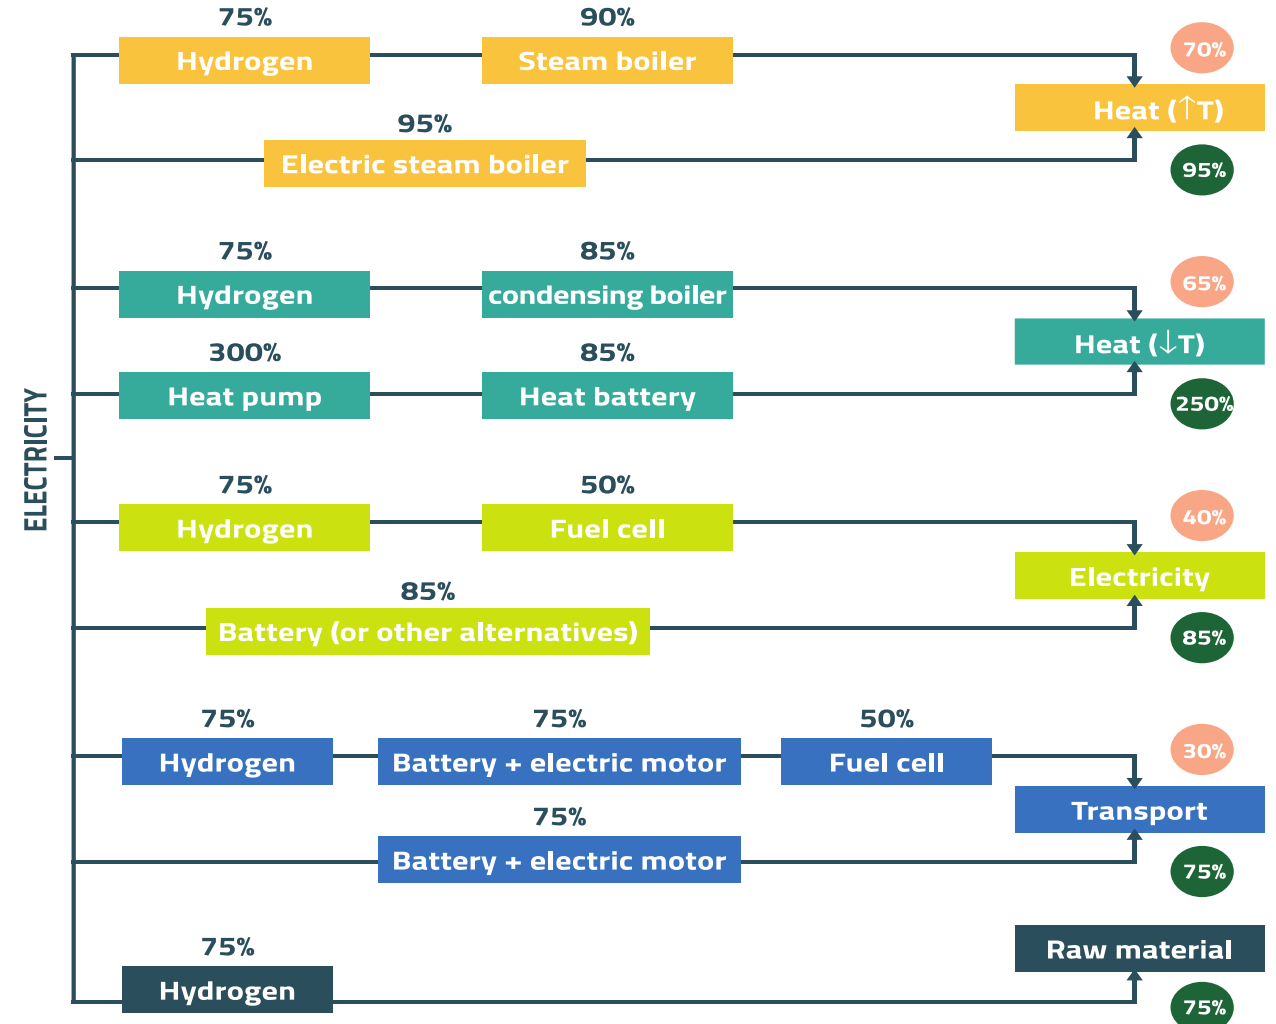 75%
90%
Hydrogen
Steam boiler
70%
Heat (↑T)
95%
Electric steam boiler
95%
75%
85%
Hydrogen
condensing boiler
65%
Heat (↓T)
300%
85%
Heat pump
Heat battery
250%
ELECTRICITY
75%
50%
Hydrogen
Fuel cell
40%
Electricity
85%
Battery (or other alternatives)
85%
75%
75%
50%
Hydrogen
Battery + electric motor
Fuel cell
30%
Transport
75%
Battery + electric motor
75%
Raw material
75%
Hydrogen
75%